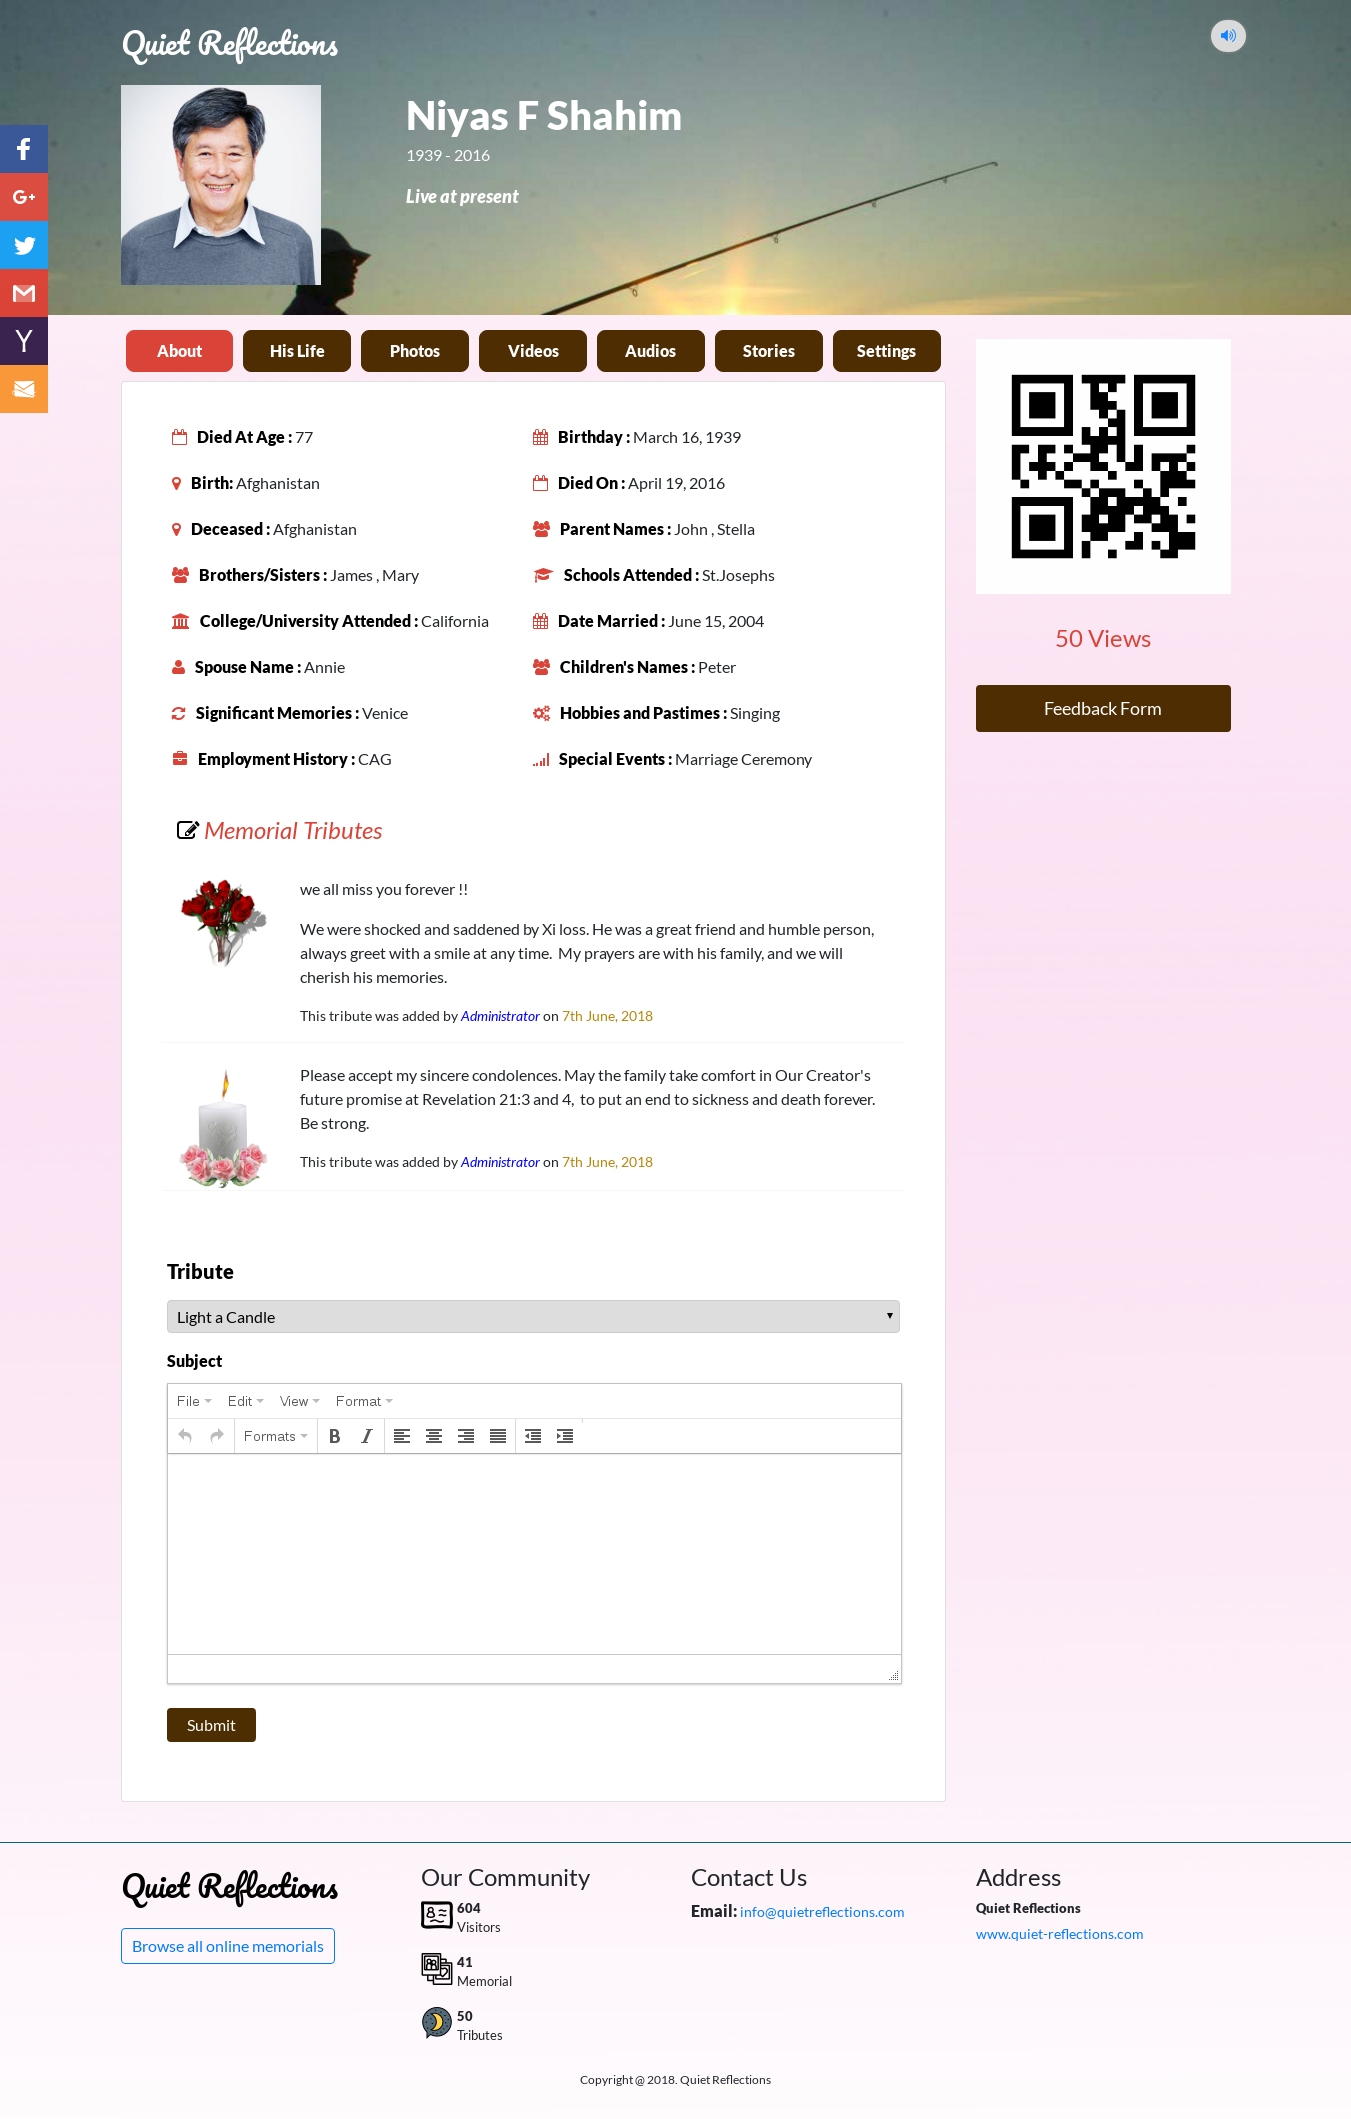 Quiet Reflections
Niyas F Shahim
1939 - 2016
Live at present
About
His Life
Photos
Videos
Audios
Stories
Settings
Died At Age : 77
Birthday : March 16, 1939
Birth: Afghanistan
Died On : April 19, 2016
Deceased : Afghanistan
Parent Names : John , Stella
Brothers/Sisters : James , Mary
Schools Attended : St.Josephs
College/University Attended : California
Date Married : June 15, 2004
Spouse Name : Annie
Children's Names : Peter
Significant Memories : Venice
Hobbies and Pastimes : Singing
Employment History : CAG
Special Events : Marriage Ceremony
50 Views
Feedback Form
Memorial Tributes
we all miss you forever !!
We were shocked and saddened by Xi loss. He was a great friend and humble person,
always greet with a smile at any time.  My prayers are with his family, and we will
cherish his memories.
This tribute was added by Administrator on 7th June, 2018
Please accept my sincere condolences. May the family take comfort in Our Creator's
future promise at Revelation 21:3 and 4,  to put an end to sickness and death forever.
Be strong.
This tribute was added by Administrator on 7th June, 2018
Tribute
Light a Candle
Subject
File Edit View Format
Formats B I
Submit
Quiet Reflections
Browse all online memorials
Our Community
604
Visitors
41
Memorial
50
Tributes
Contact Us
Email: info@quietreflections.com
Address
Quiet Reflections
www.quiet-reflections.com
Copyright @ 2018. Quiet Reflections